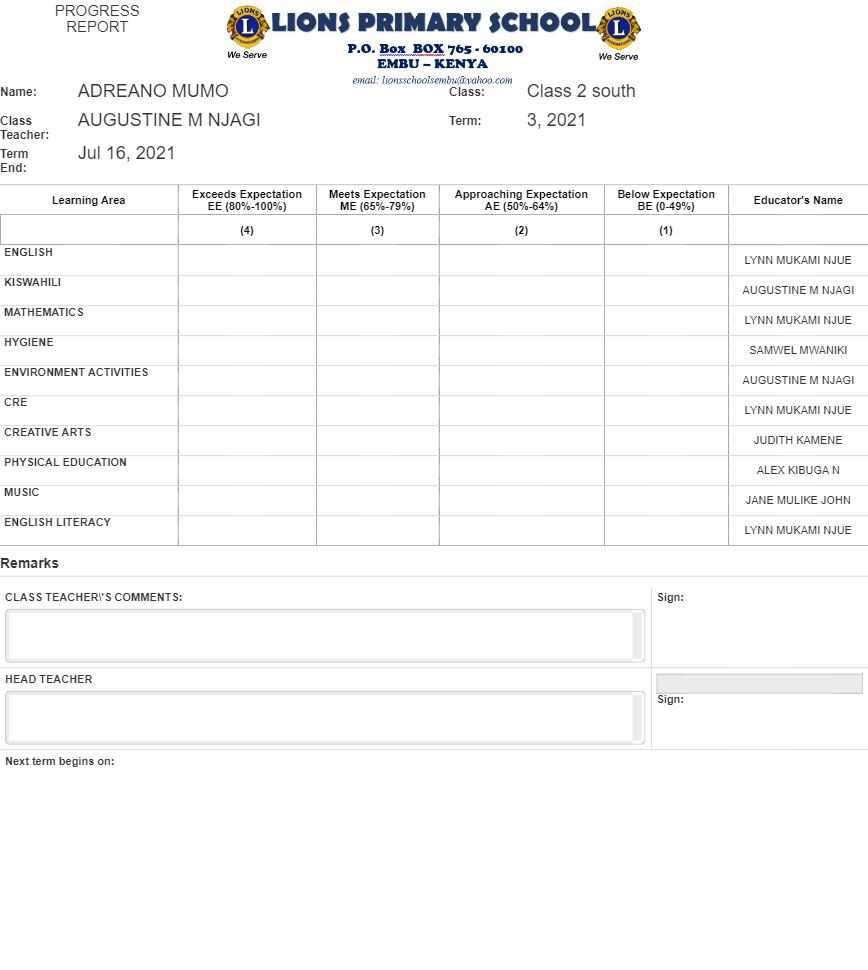 PROGRESS
REPORT
LIONS
L
INTERNATIONAL
We Serve
LIONS PRIMARY SCHOOL
P.O. Box BOX 765 - 60100
EMBU – KENYA
email: lionsschoolsembu@yahoo.com
LIONS
L
INTERNATIONAL
We Serve
Name: ADREANO MUMO Class: Class 2 south
Class Teacher: AUGUSTINE M NJAGI Term: 3, 2021
Term End: Jul 16, 2021
Learning Area Exceeds Expectation EE (80%-100%) Meets Expectation ME (65%-79%) Approaching Expectation AE (50%-64%) Below Expectation BE (0-49%) Educator's Name
(4) (3) (2) (1)
ENGLISH LYNN MUKAMI NJUE
KISWAHILI AUGUSTINE M NJAGI
MATHEMATICS LYNN MUKAMI NJUE
HYGIENE SAMWEL MWANIKI
ENVIRONMENT ACTIVITIES AUGUSTINE M NJAGI
CRE LYNN MUKAMI NJUE
CREATIVE ARTS JUDITH KAMENE
PHYSICAL EDUCATION ALEX KIBUGA N
MUSIC JANE MULIKE JOHN
ENGLISH LITERACY LYNN MUKAMI NJUE
Remarks
CLASS TEACHER\'S COMMENTS: Sign:
HEAD TEACHER
Sign:
Next term begins on: